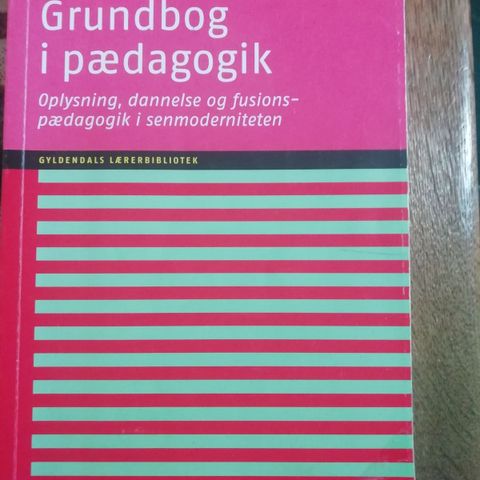 Grundbog
i pædagogik
Oplysning, dannelse og fusions-
pædagogik i senmoderniteten
GYLDENDALS LÆRERBIBLIOTEK